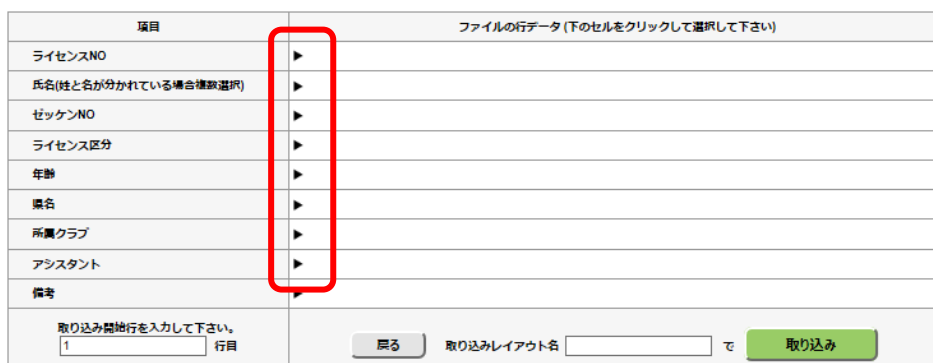 項目 ファイルの行データ(下のセルをクリックして選択して下さい)
ライセンスNO ▶
氏名(姓と名が分かれている場合複数選択) ▶
ゼッケンNO ▶
ライセンス区分 ▶
年齢 ▶
県名 ▶
所属クラブ ▶
アシスタント ▶
備考 ▶
取り込み開始行を入力して下さい。
1 行目 戻る 取り込みレイアウト名 で 取り込み